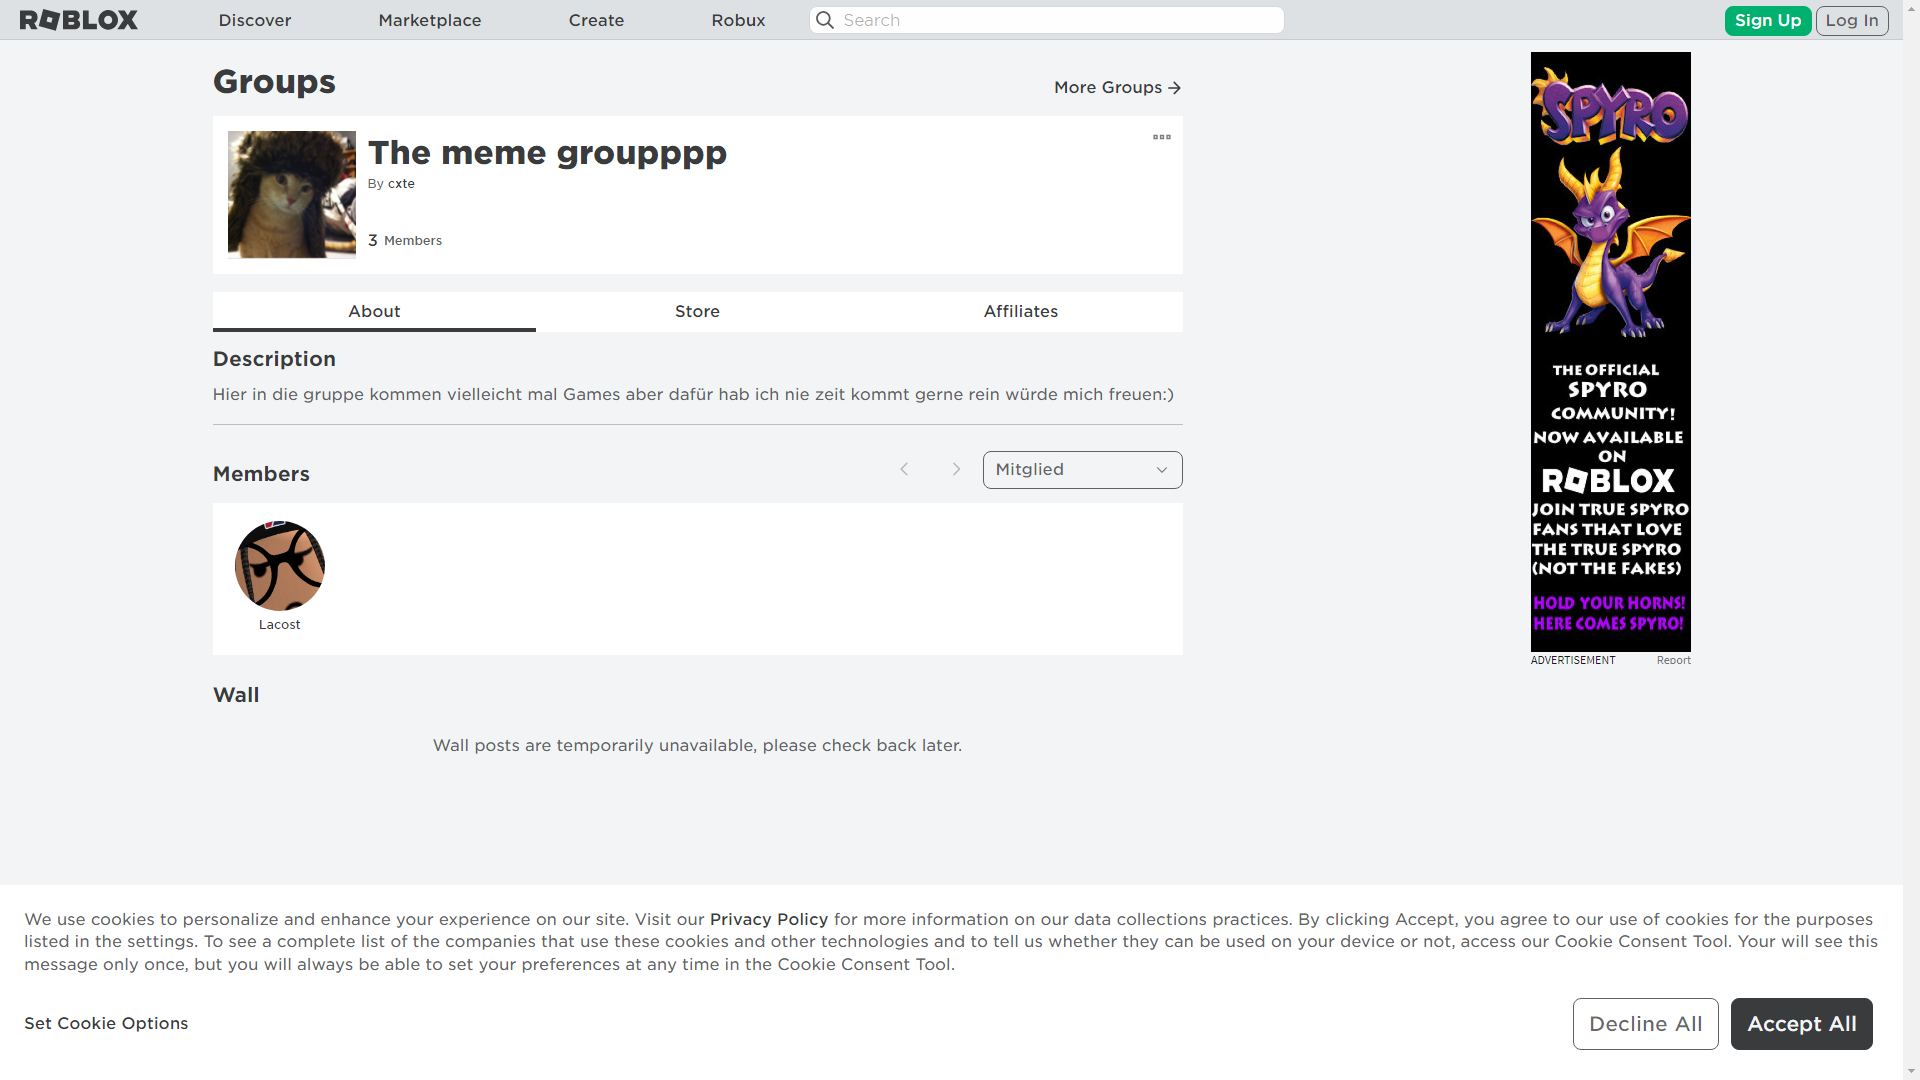 ROBLOX
Discover
Marketplace
Create
Robux
Search
Sign Up
Log In
Groups
More Groups
The meme groupppp
By cxte
3 Members
About
Store
Affiliates
Description
Hier in die gruppe kommen vielleicht mal Games aber dafür hab ich nie zeit kommt gerne rein würde mich freuen:)
Members
Mitglied
Lacost
Wall
Wall posts are temporarily unavailable, please check back later.
SPYRO
THE OFFICIAL
SPYRO
COMMUNITY!
NOW AVAILABLE
ON
ROBLOX
JOIN TRUE SPYRO
FANS THAT LOVE
THE TRUE SPYRO
(NOT THE FAKES)
HOLD YOUR HORNS!
HERE COMES SPYRO!
ADVERTISEMENT
Report
We use cookies to personalize and enhance your experience on our site. Visit our Privacy Policy for more information on our data collections practices. By clicking Accept, you agree to our use of cookies for the purposes
listed in the settings. To see a complete list of the companies that use these cookies and other technologies and to tell us whether they can be used on your device or not, access our Cookie Consent Tool. Your will see this
message only once, but you will always be able to set your preferences at any time in the Cookie Consent Tool.
Set Cookie Options
Decline All
Accept All